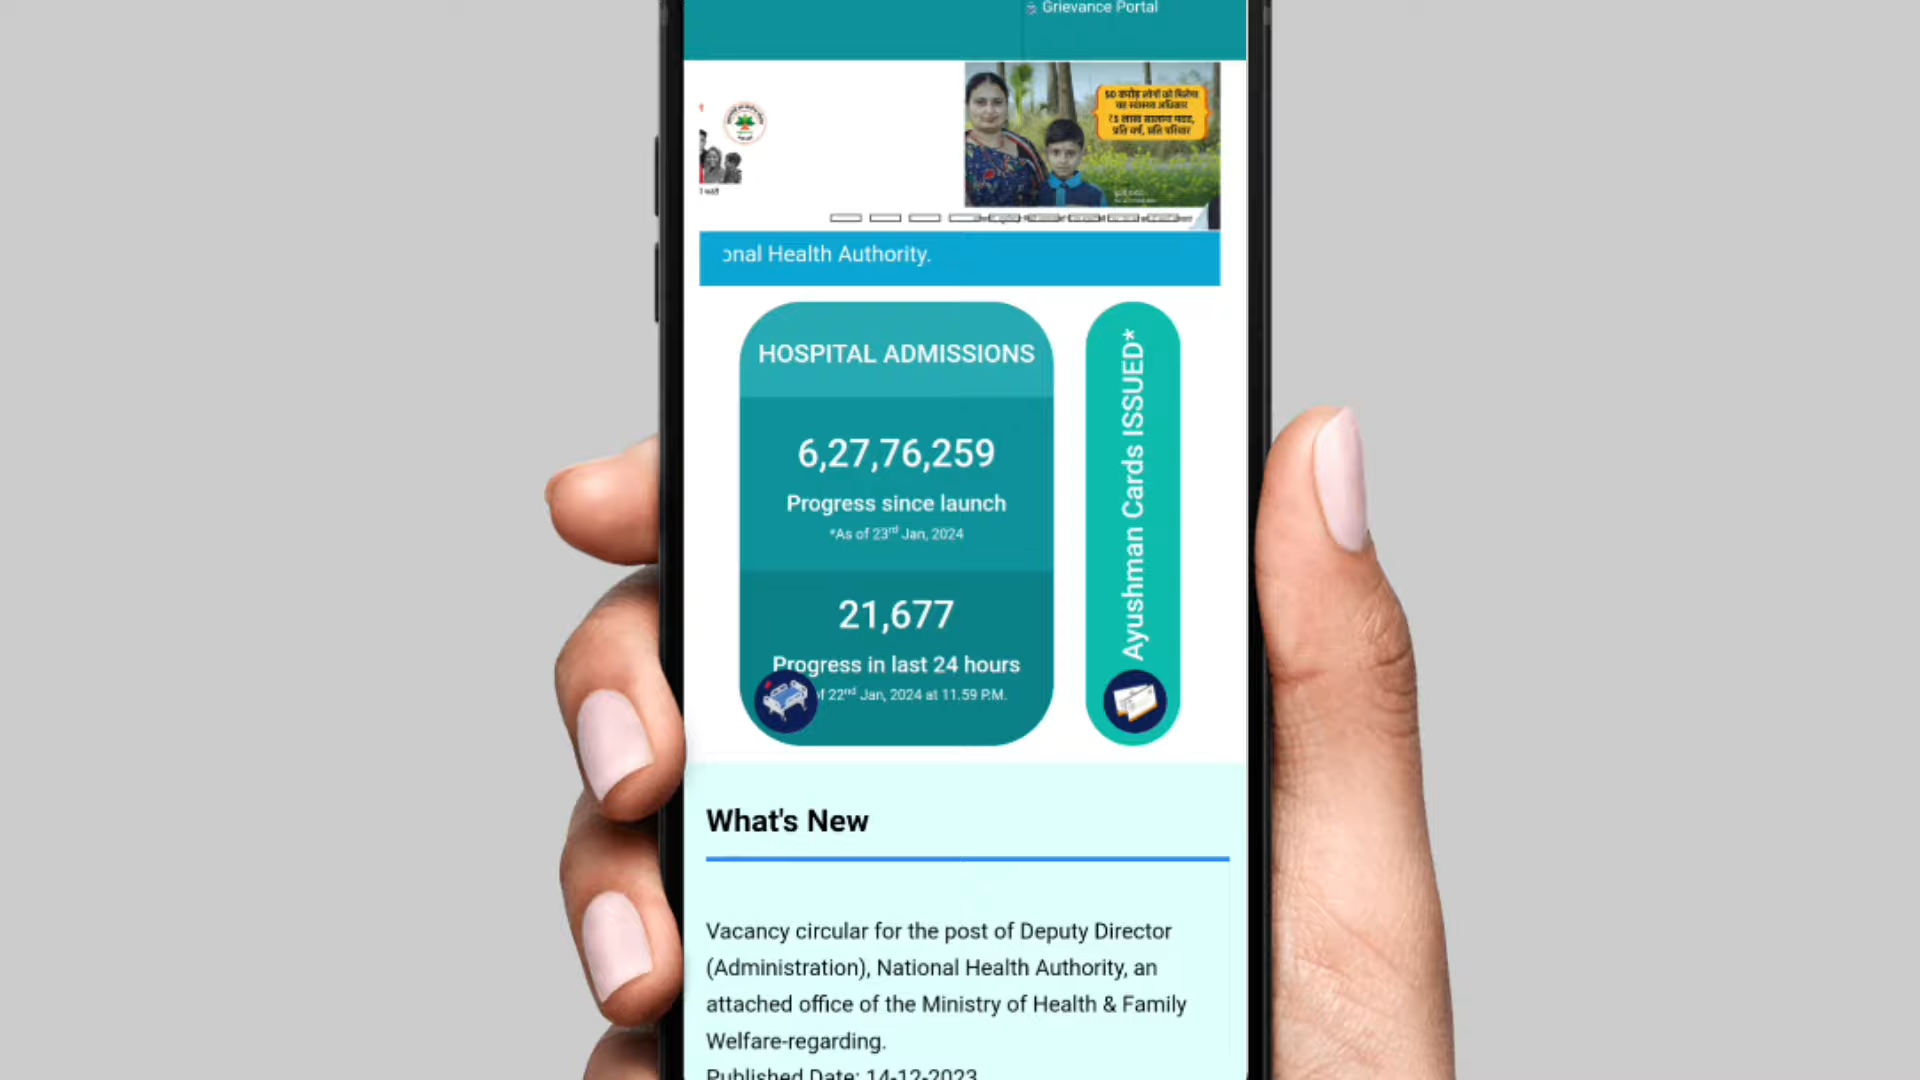 Grievance Portal
50 करोड़ लोगों को मिलेगा
यह स्वास्थ्य अधिकार
₹5 लाख सालाना मदद,
प्रति वर्ष, प्रति परिवार
onal Health Authority.
HOSPITAL ADMISSIONS
6,27,76,259
Progress since launch
*As of 23rd Jan, 2024
21,677
Progress in last 24 hours
of 22nd Jan, 2024 at 11.59 P.M.
Ayushman Cards ISSUED*
What's New
Vacancy circular for the post of Deputy Director
(Administration), National Health Authority, an
attached office of the Ministry of Health & Family
Welfare-regarding.
Published Date: 14-12-2023